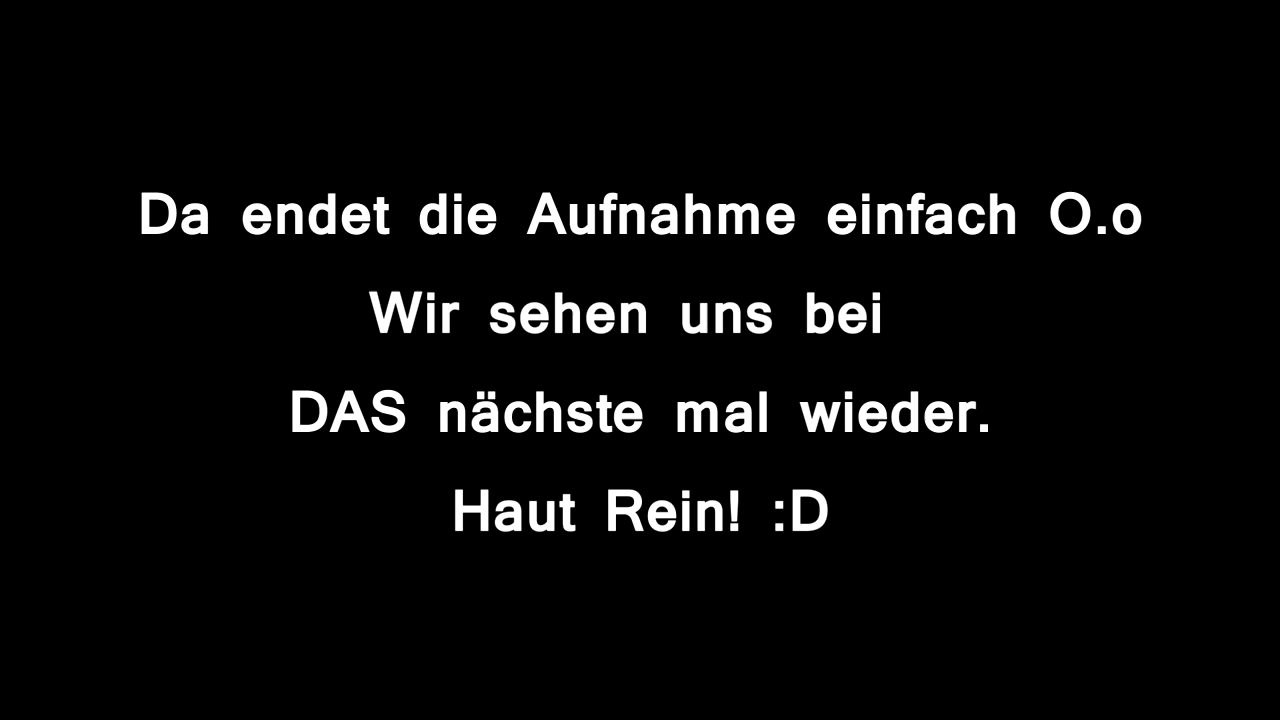 Da endet die Aufnahme einfach O.o
Wir sehen uns bei
DAS nächste mal wieder.
Haut Rein! :D